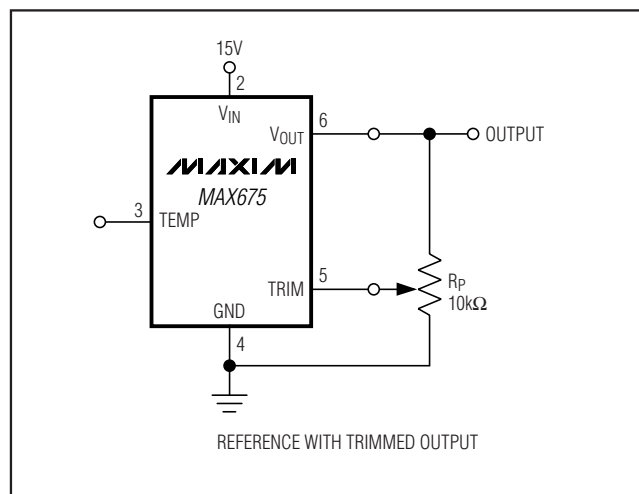 15V
2
VIN
VOUT
6
OUTPUT
MAXIM
MAX675
3
TEMP
TRIM
5
RP
10kΩ
GND
4
REFERENCE WITH TRIMMED OUTPUT